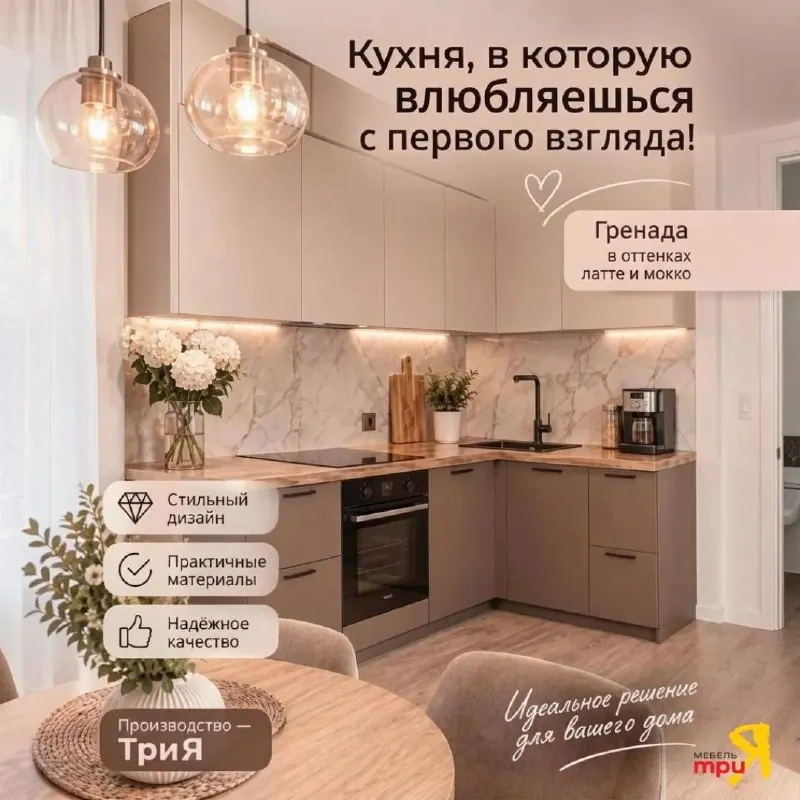 Кухня, в которую
влюбляешься
с первого взгляда!
Гренада
в оттенках
латте и мокко
Стильный
дизайн
Практичные
материалы
Надёжное
качество
Производство —
ТриЯ
Идеальное решение
для вашего дома
МЕБЕЛЬ
триЯ